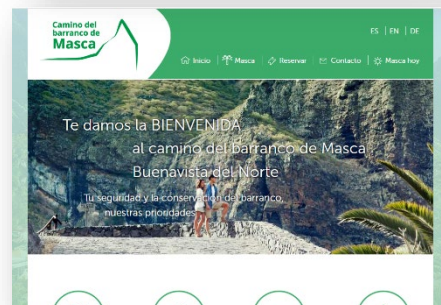 Camino del
barranco de
Masca
ES | EN | DE
Inicio | Masca | Reservar | Contacto | Masca hoy
Te damos la BIENVENIDA
al camino del barranco de Masca
Buenavista del Norte
Tu seguridad y la conservación del barranco,
nuestras prioridades